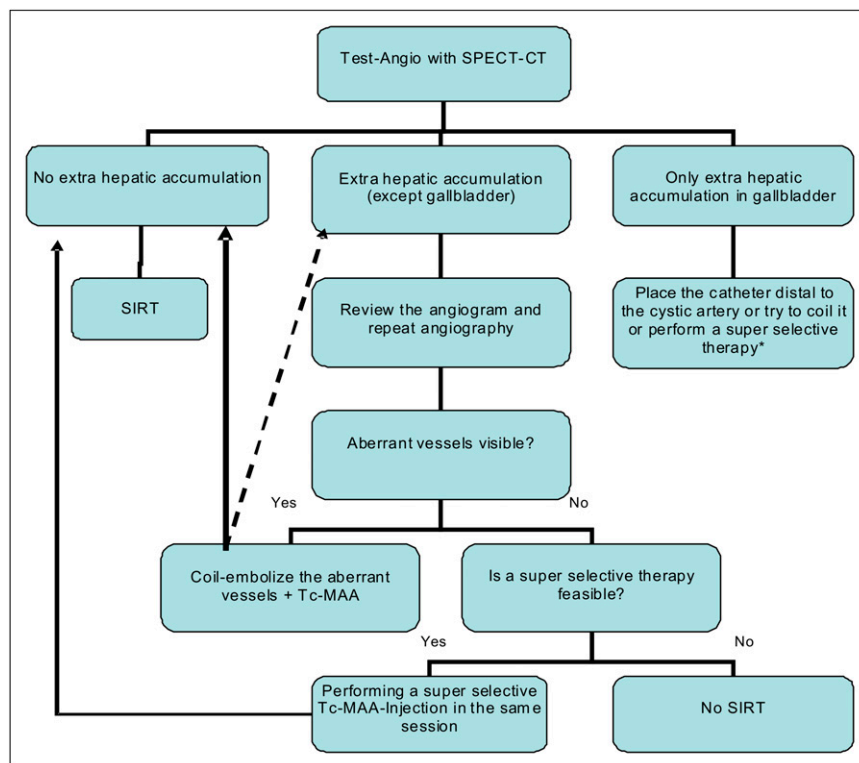 Test-Angio with SPECT-CT
No extra hepatic accumulation
Extra hepatic accumulation
(except gallbladder)
Only extra hepatic
accumulation in gallbladder
SIRT
Review the angiogram and
repeat angiography
Place the catheter distal to
the cystic artery or try to coil it
or perform a super selective
therapy*
Aberrant vessels visible?
Yes
No
Coil-embolize the aberrant
vessels + Tc-MAA
Is a super selective therapy
feasible?
Yes
No
Performing a super selective
Tc-MAA-Injection in the same
session
No SIRT